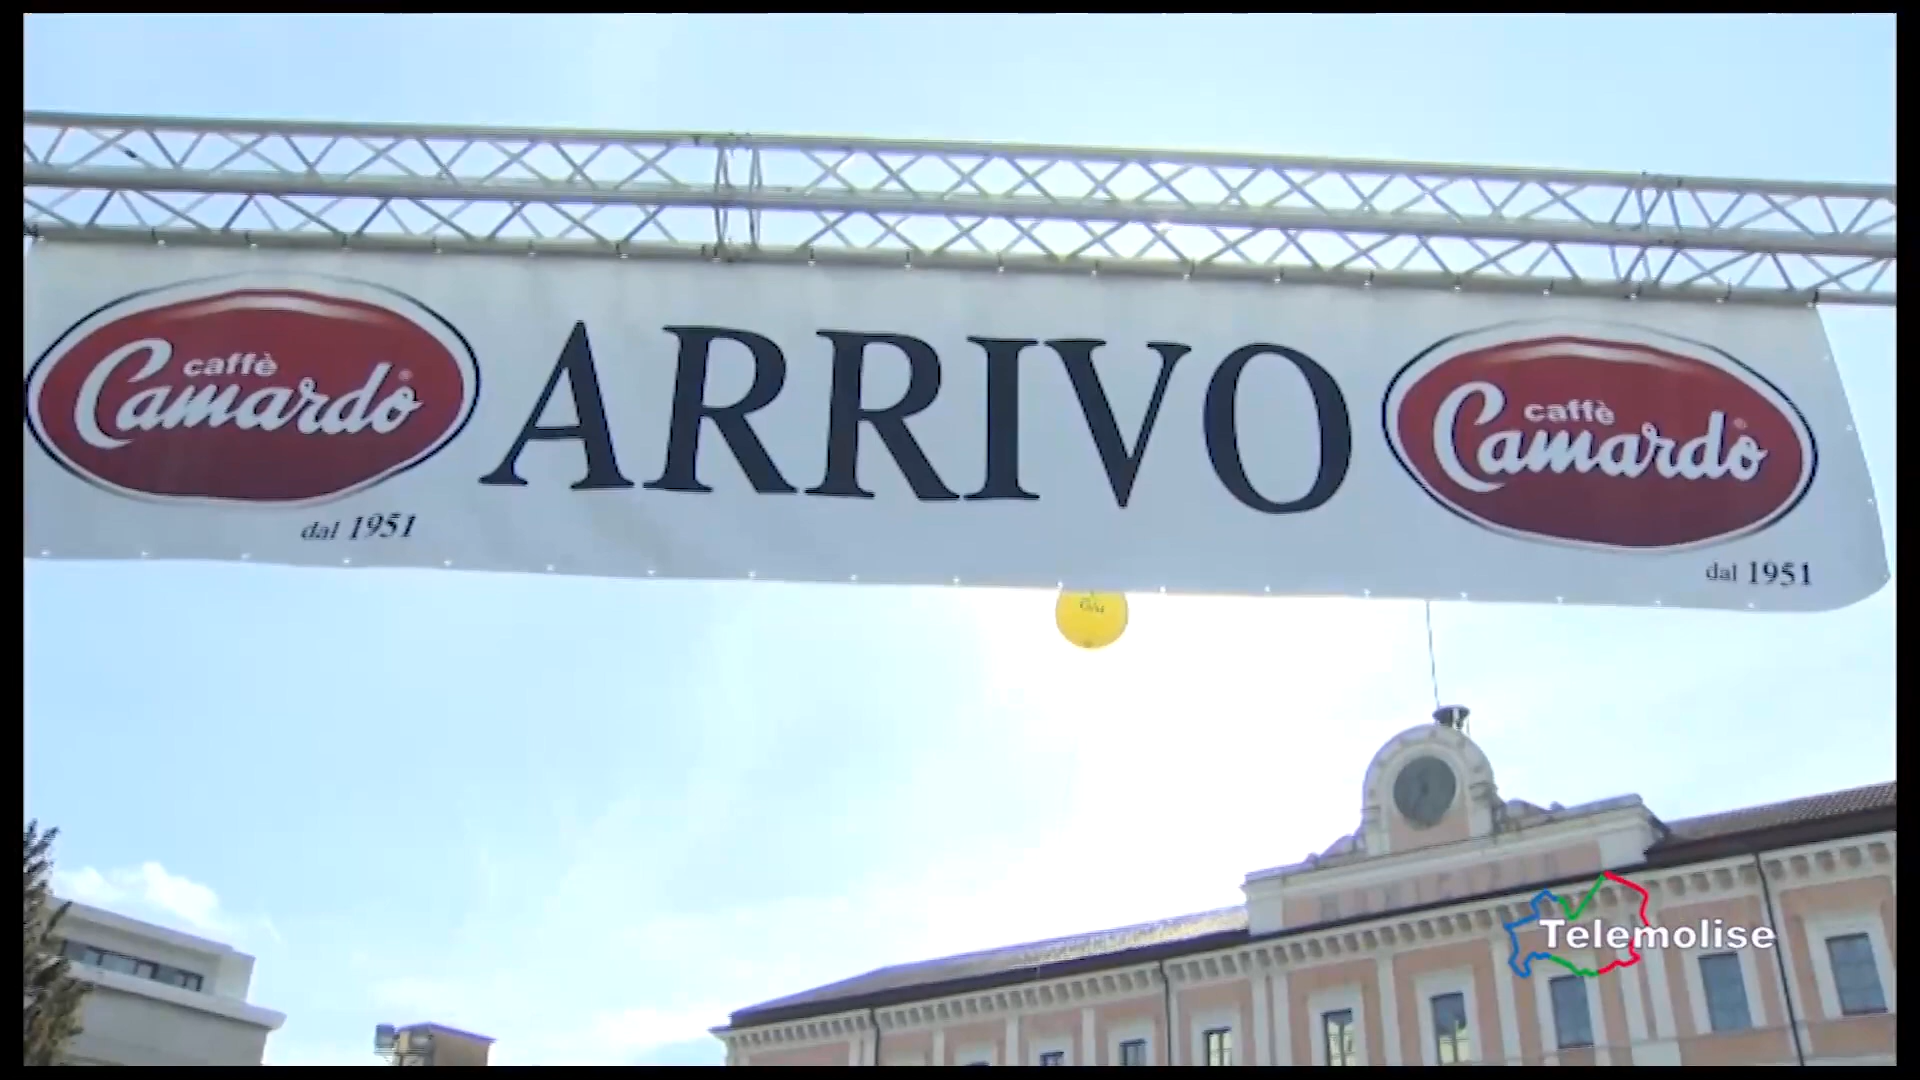 caffè
Camardo®
dal 1951
ARRIVO
caffè
Camardo®
dal 1951
Telemolise